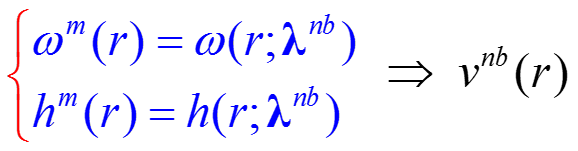 ω^m(r) = ω(r; λ^nb)
h^m(r) = h(r; λ^nb) ⇒ v^nb(r)